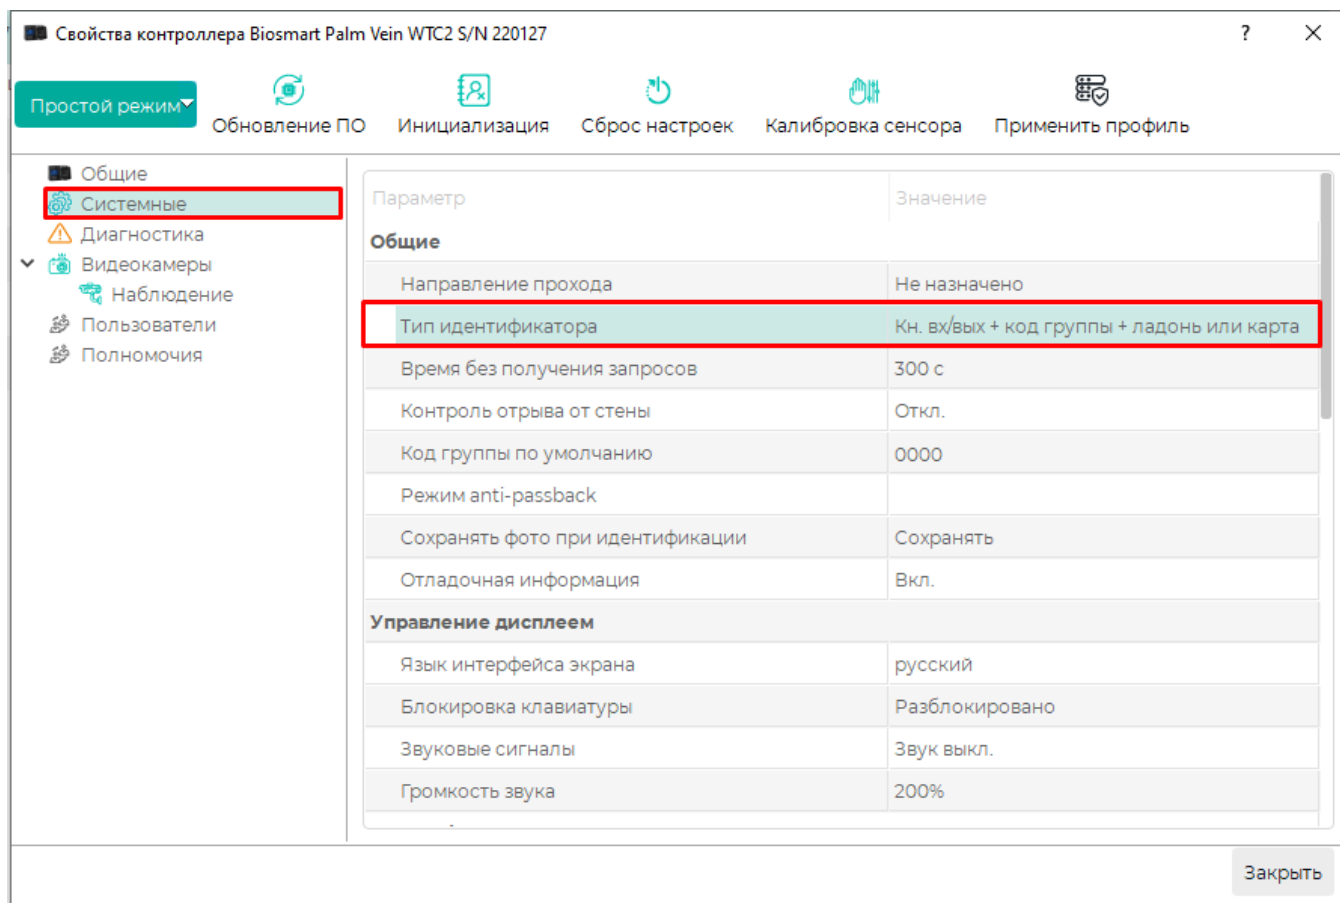 Свойства контроллера Biosmart Palm Vein WTC2 S/N 220127
Простой режим
Обновление ПО
Инициализация
Сброс настроек
Калибровка сенсора
Применить профиль
Общие
Системные
Диагностика
Видеокамеры
Наблюдение
Пользователи
Полномочия
Параметр Значение
Общие
Направление прохода Не назначено
Тип идентификатора Кн. вх/вых + код группы + ладонь или карта
Время без получения запросов 300 с
Контроль отрыва от стены Откл.
Код группы по умолчанию 0000
Режим anti-passback
Сохранять фото при идентификации Сохранять
Отладочная информация Вкл.
Управление дисплеем
Язык интерфейса экрана русский
Блокировка клавиатуры Разблокировано
Звуковые сигналы Звук выкл.
Громкость звука 200%
Закрыть